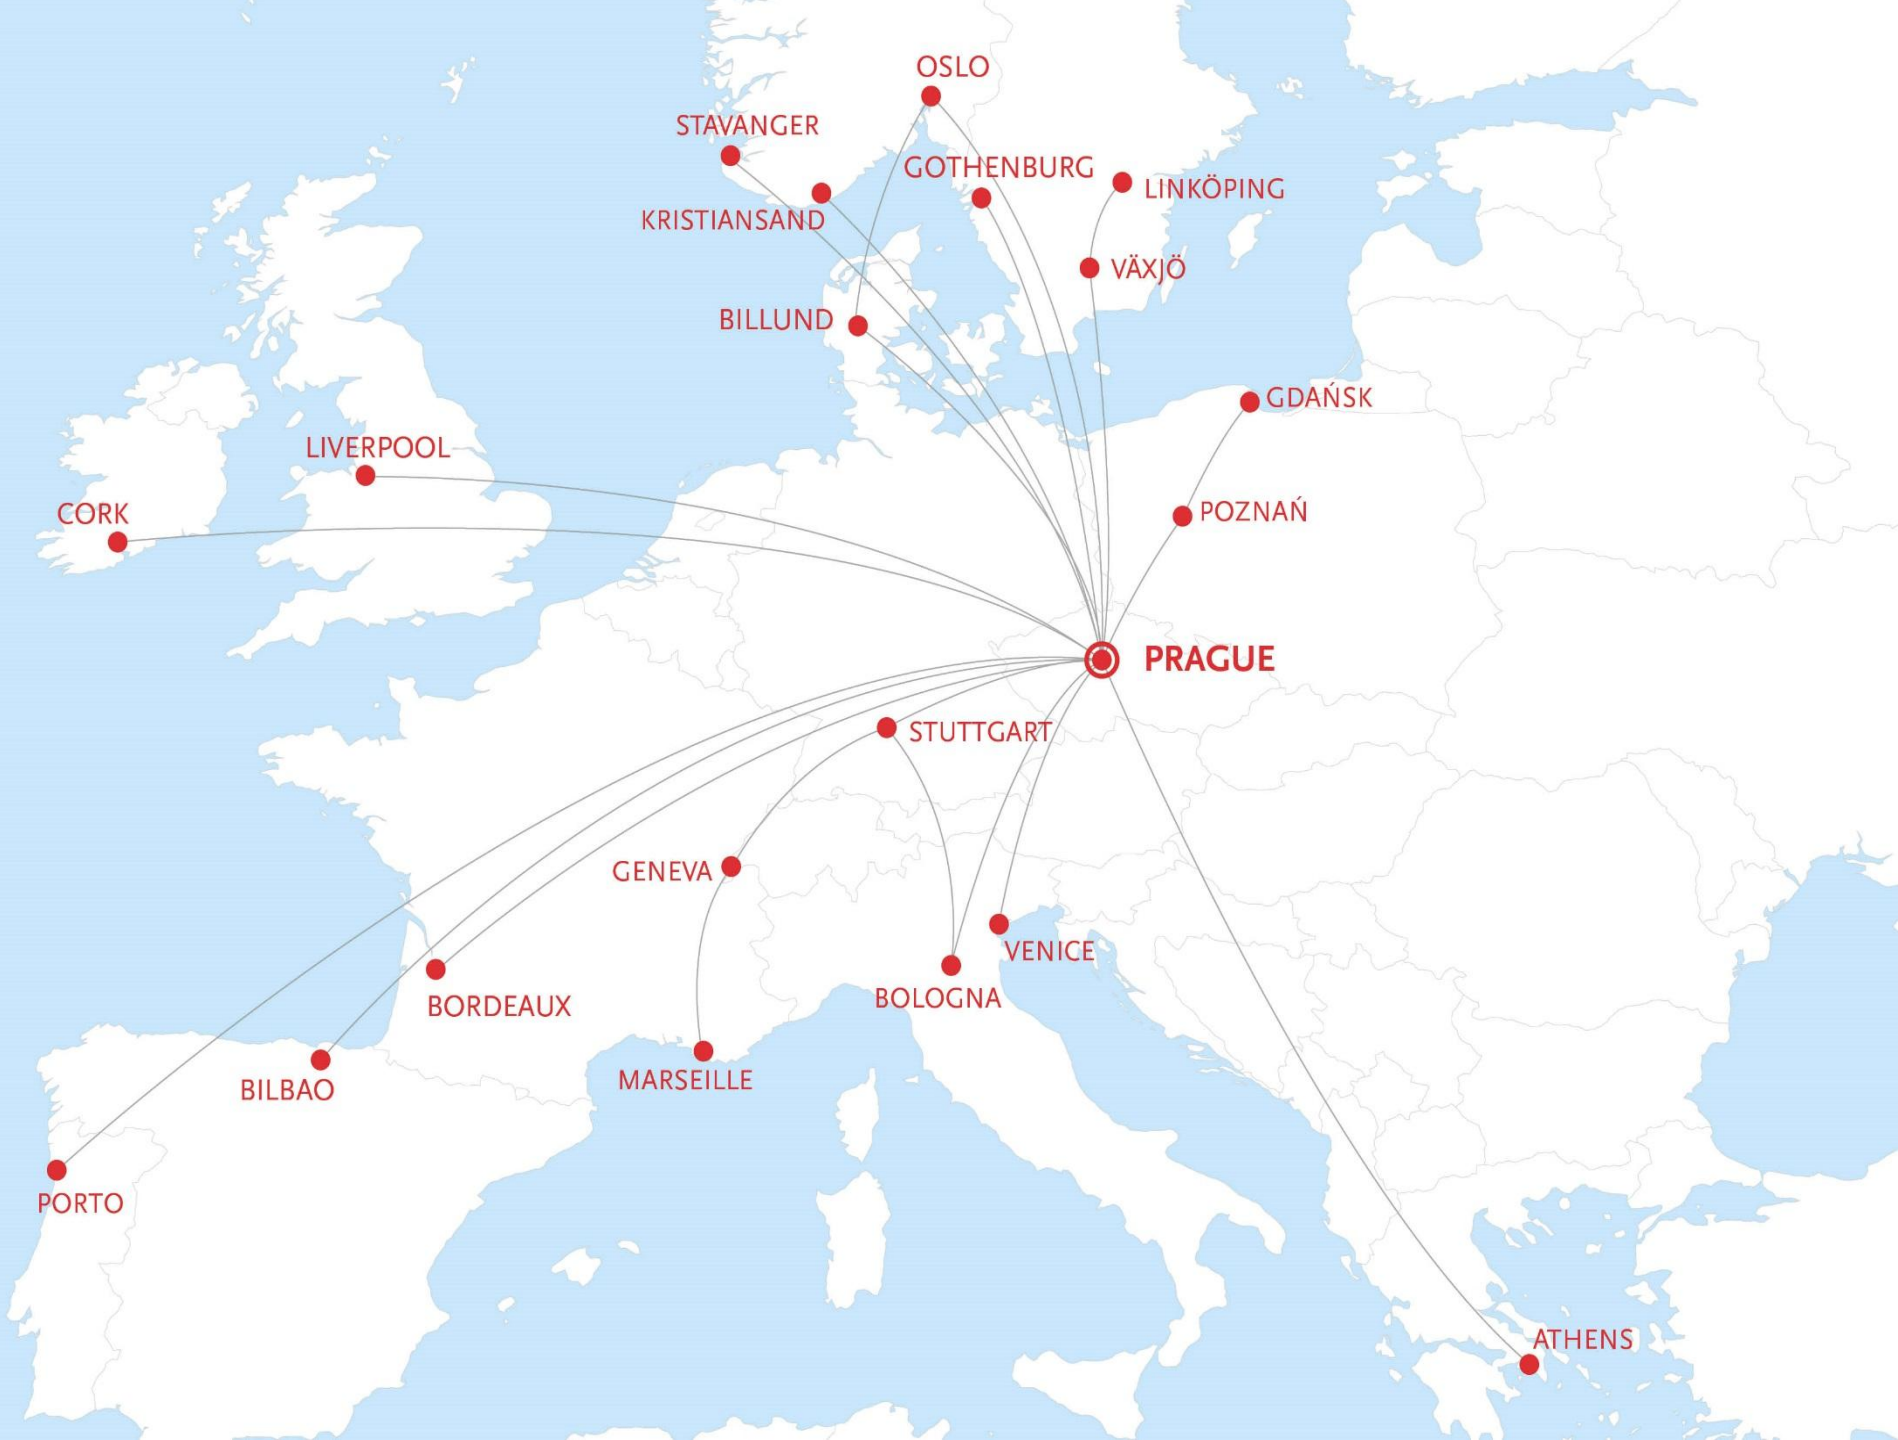 OSLO
STAVANGER
GOTHENBURG
LINKÖPING
KRISTIANSAND
VÄXJÖ
BILLUND
GDAŃSK
LIVERPOOL
CORK
POZNAŃ
PRAGUE
STUTTGART
GENEVA
VENICE
BOLOGNA
BORDEAUX
MARSEILLE
BILBAO
PORTO
ATHENS